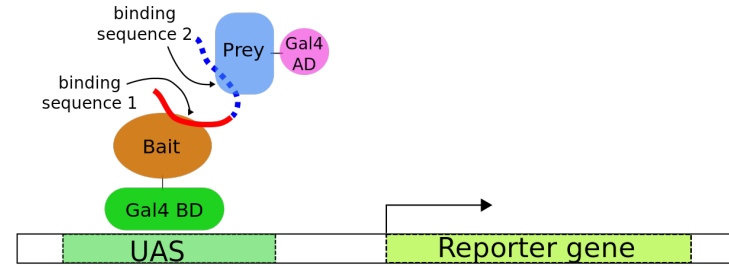 binding
sequence 2
Prey
Gal4
AD
binding
sequence 1
Bait
Gal4 BD
UAS
Reporter gene